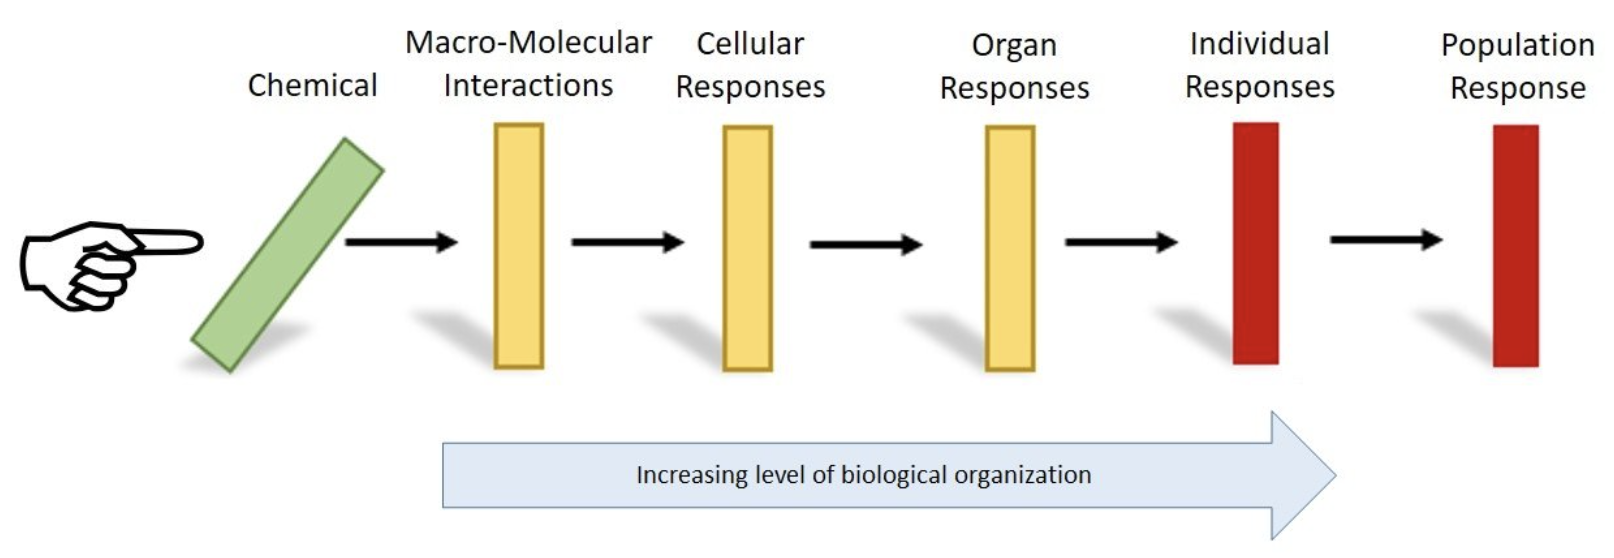 Chemical
Macro-Molecular
Interactions
Cellular
Responses
Organ
Responses
Individual
Responses
Population
Response
Increasing level of biological organization